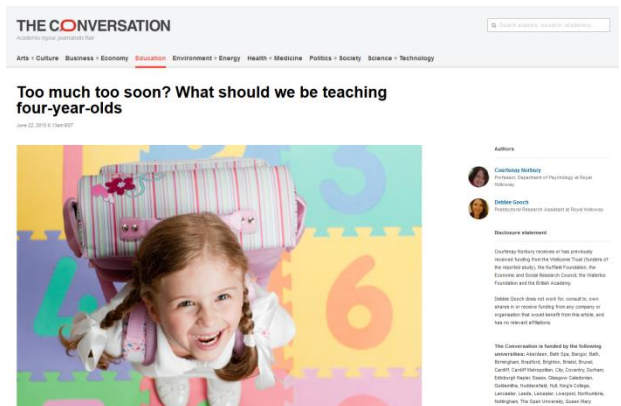 THE CONVERSATION
Academic rigour, journalistic flair
Search analysis, research, academics…
Arts + Culture Business + Economy Education Environment + Energy Health + Medicine Politics + Society Science + Technology
Too much too soon? What should we be teaching
four-year-olds
June 22, 2015 6.13am BST
Authors
Courtenay Norbury
Professor, Department of Psychology at Royal
Holloway
Debbie Gooch
Postdoctoral Research Assistant at Royal Holloway
Disclosure statement
Courtenay Norbury receives or has previously
received funding from the Wellcome Trust (funders of
the reported study), the Nuffield Foundation, the
Economic and Social Research Council, the Waterloo
Foundation and the British Academy
Debbie Gooch does not work for, consult to, own
shares in or receive funding from any company or
organisation that would benefit from this article, and
has no relevant affiliations
The Conversation is funded by the following
universities: Aberdeen, Bath Spa, Bangor, Bath,
Birmingham, Bradford, Brighton, Bristol, Brunel,
Cardiff, Cardiff Metropolitan, City, Coventry, Durham,
Edinburgh Napier, Essex, Glasgow Caledonian,
Goldsmiths, Huddersfield, Hull, King's College,
Lancaster, Leeds, Leicester, Liverpool, Northumbria,
Nottingham, The Open University, Queen Mary
3
6